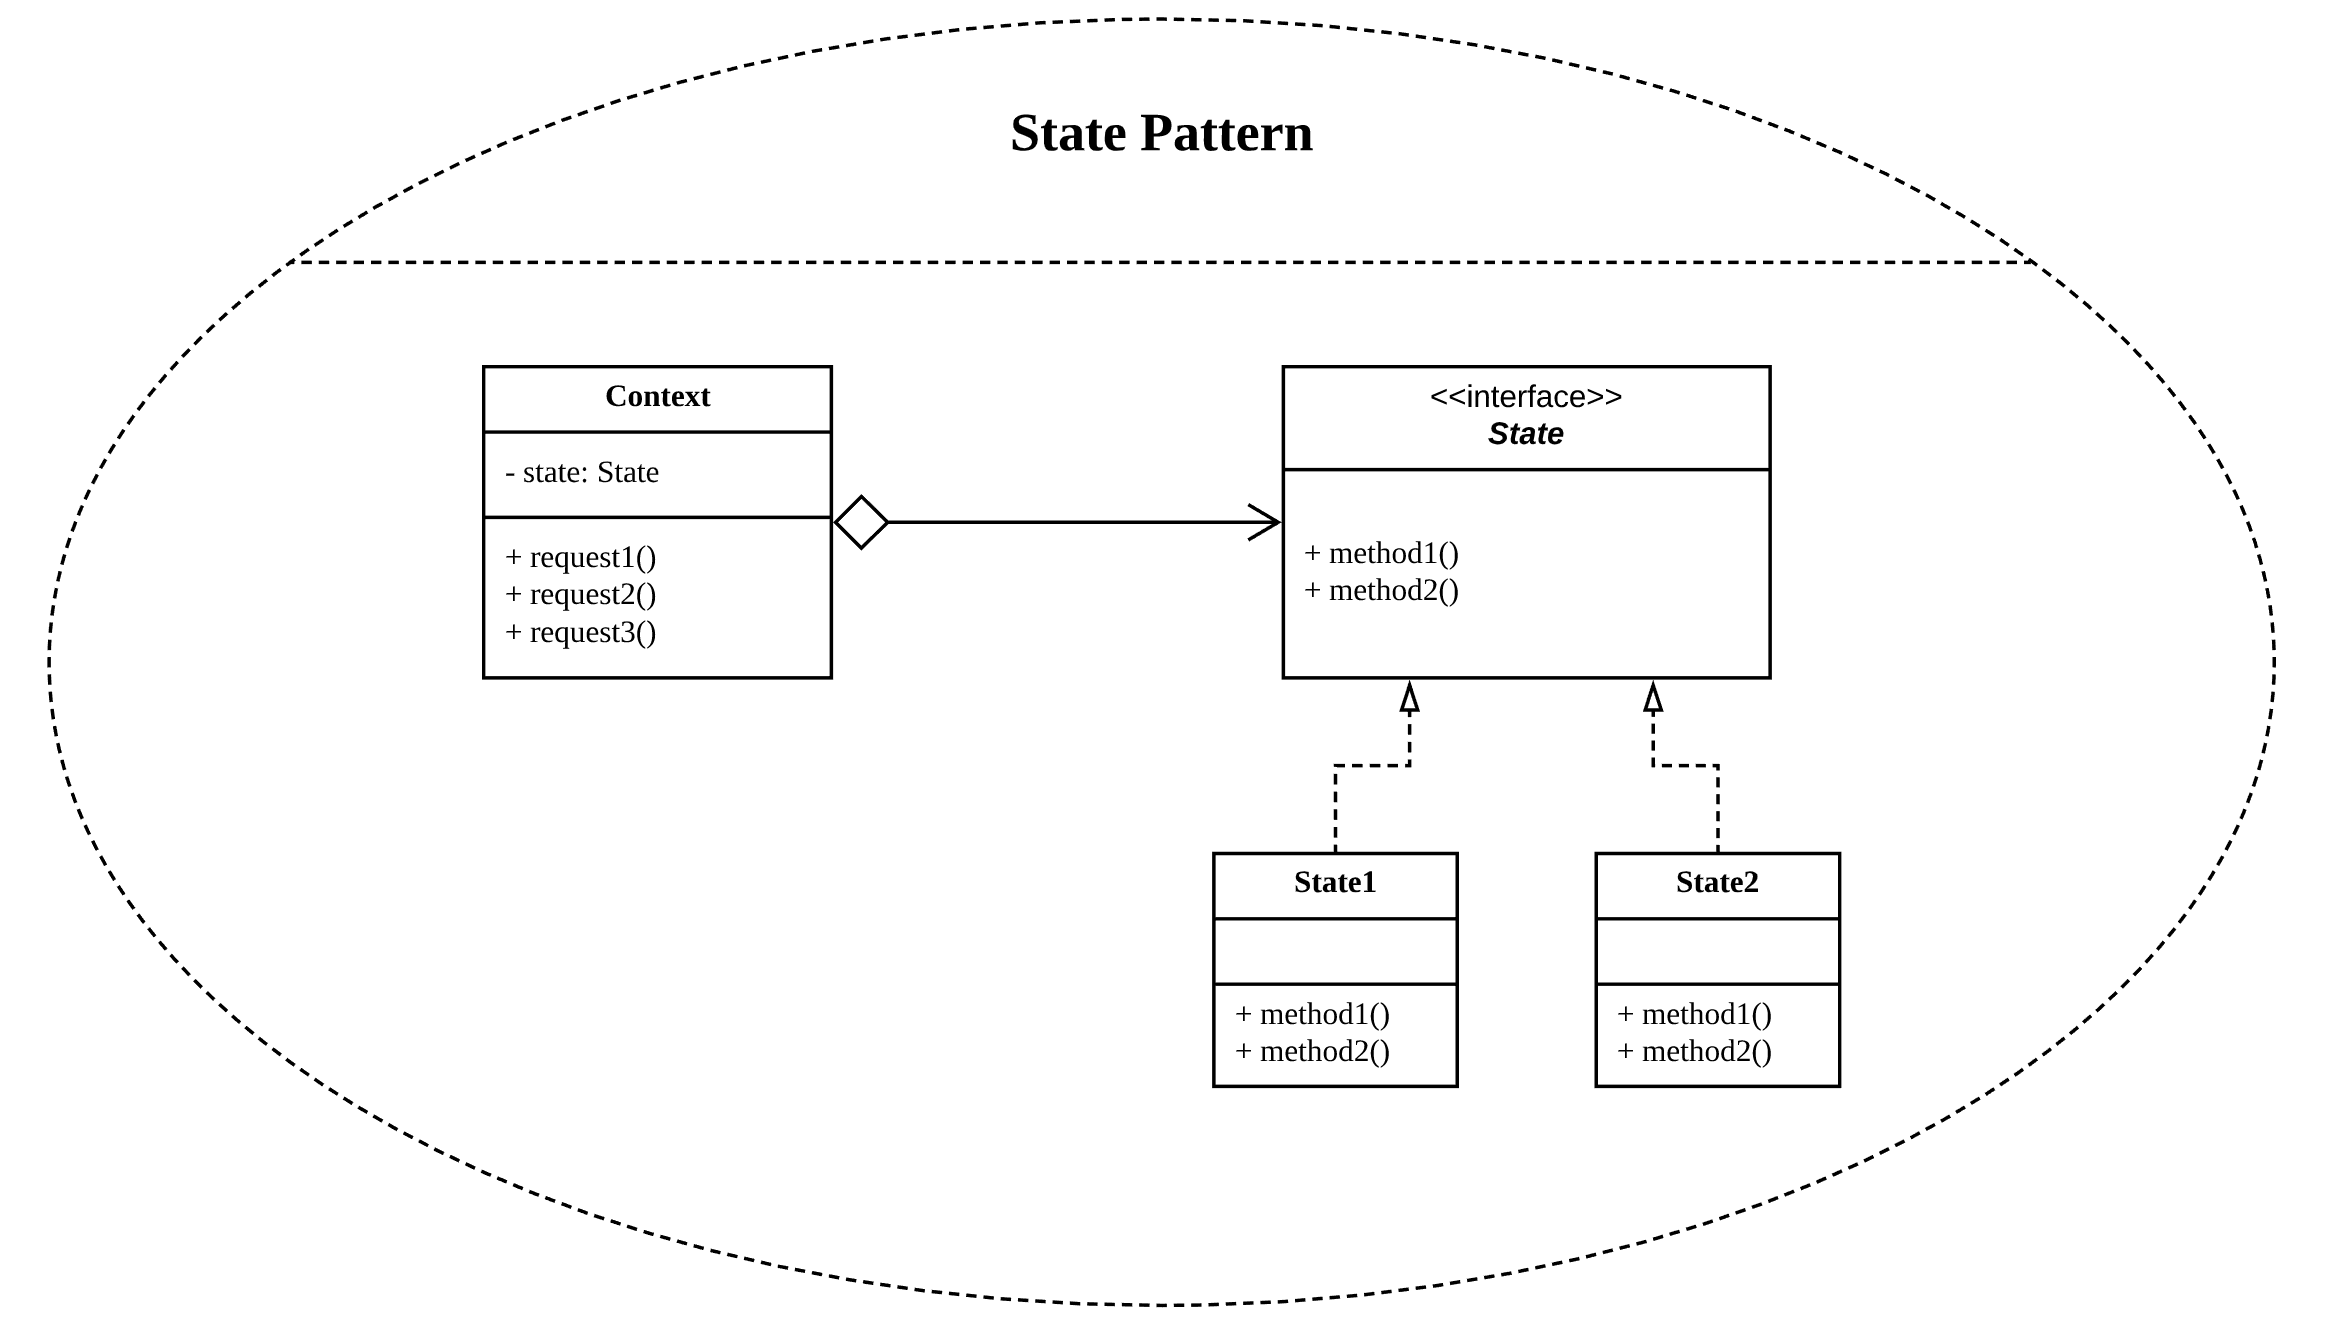 State Pattern
Context
- state: State
+ request1()
+ request2()
+ request3()
<<interface>>
State
+ method1()
+ method2()
State1
+ method1()
+ method2()
State2
+ method1()
+ method2()